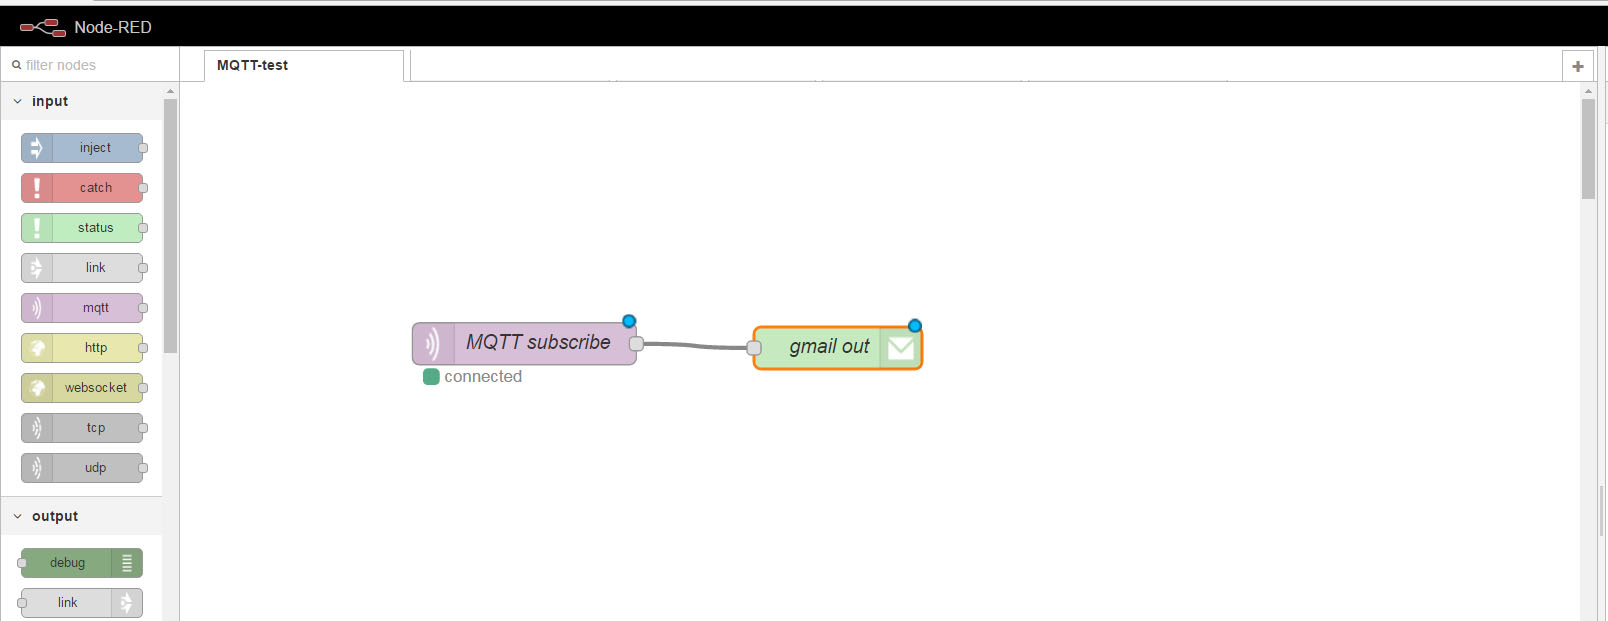 Node-RED
filter nodes
MQTT-test
input
inject
catch
status
link
mqtt
http
websocket
tcp
udp
output
debug
link
MQTT subscribe
connected
gmail out